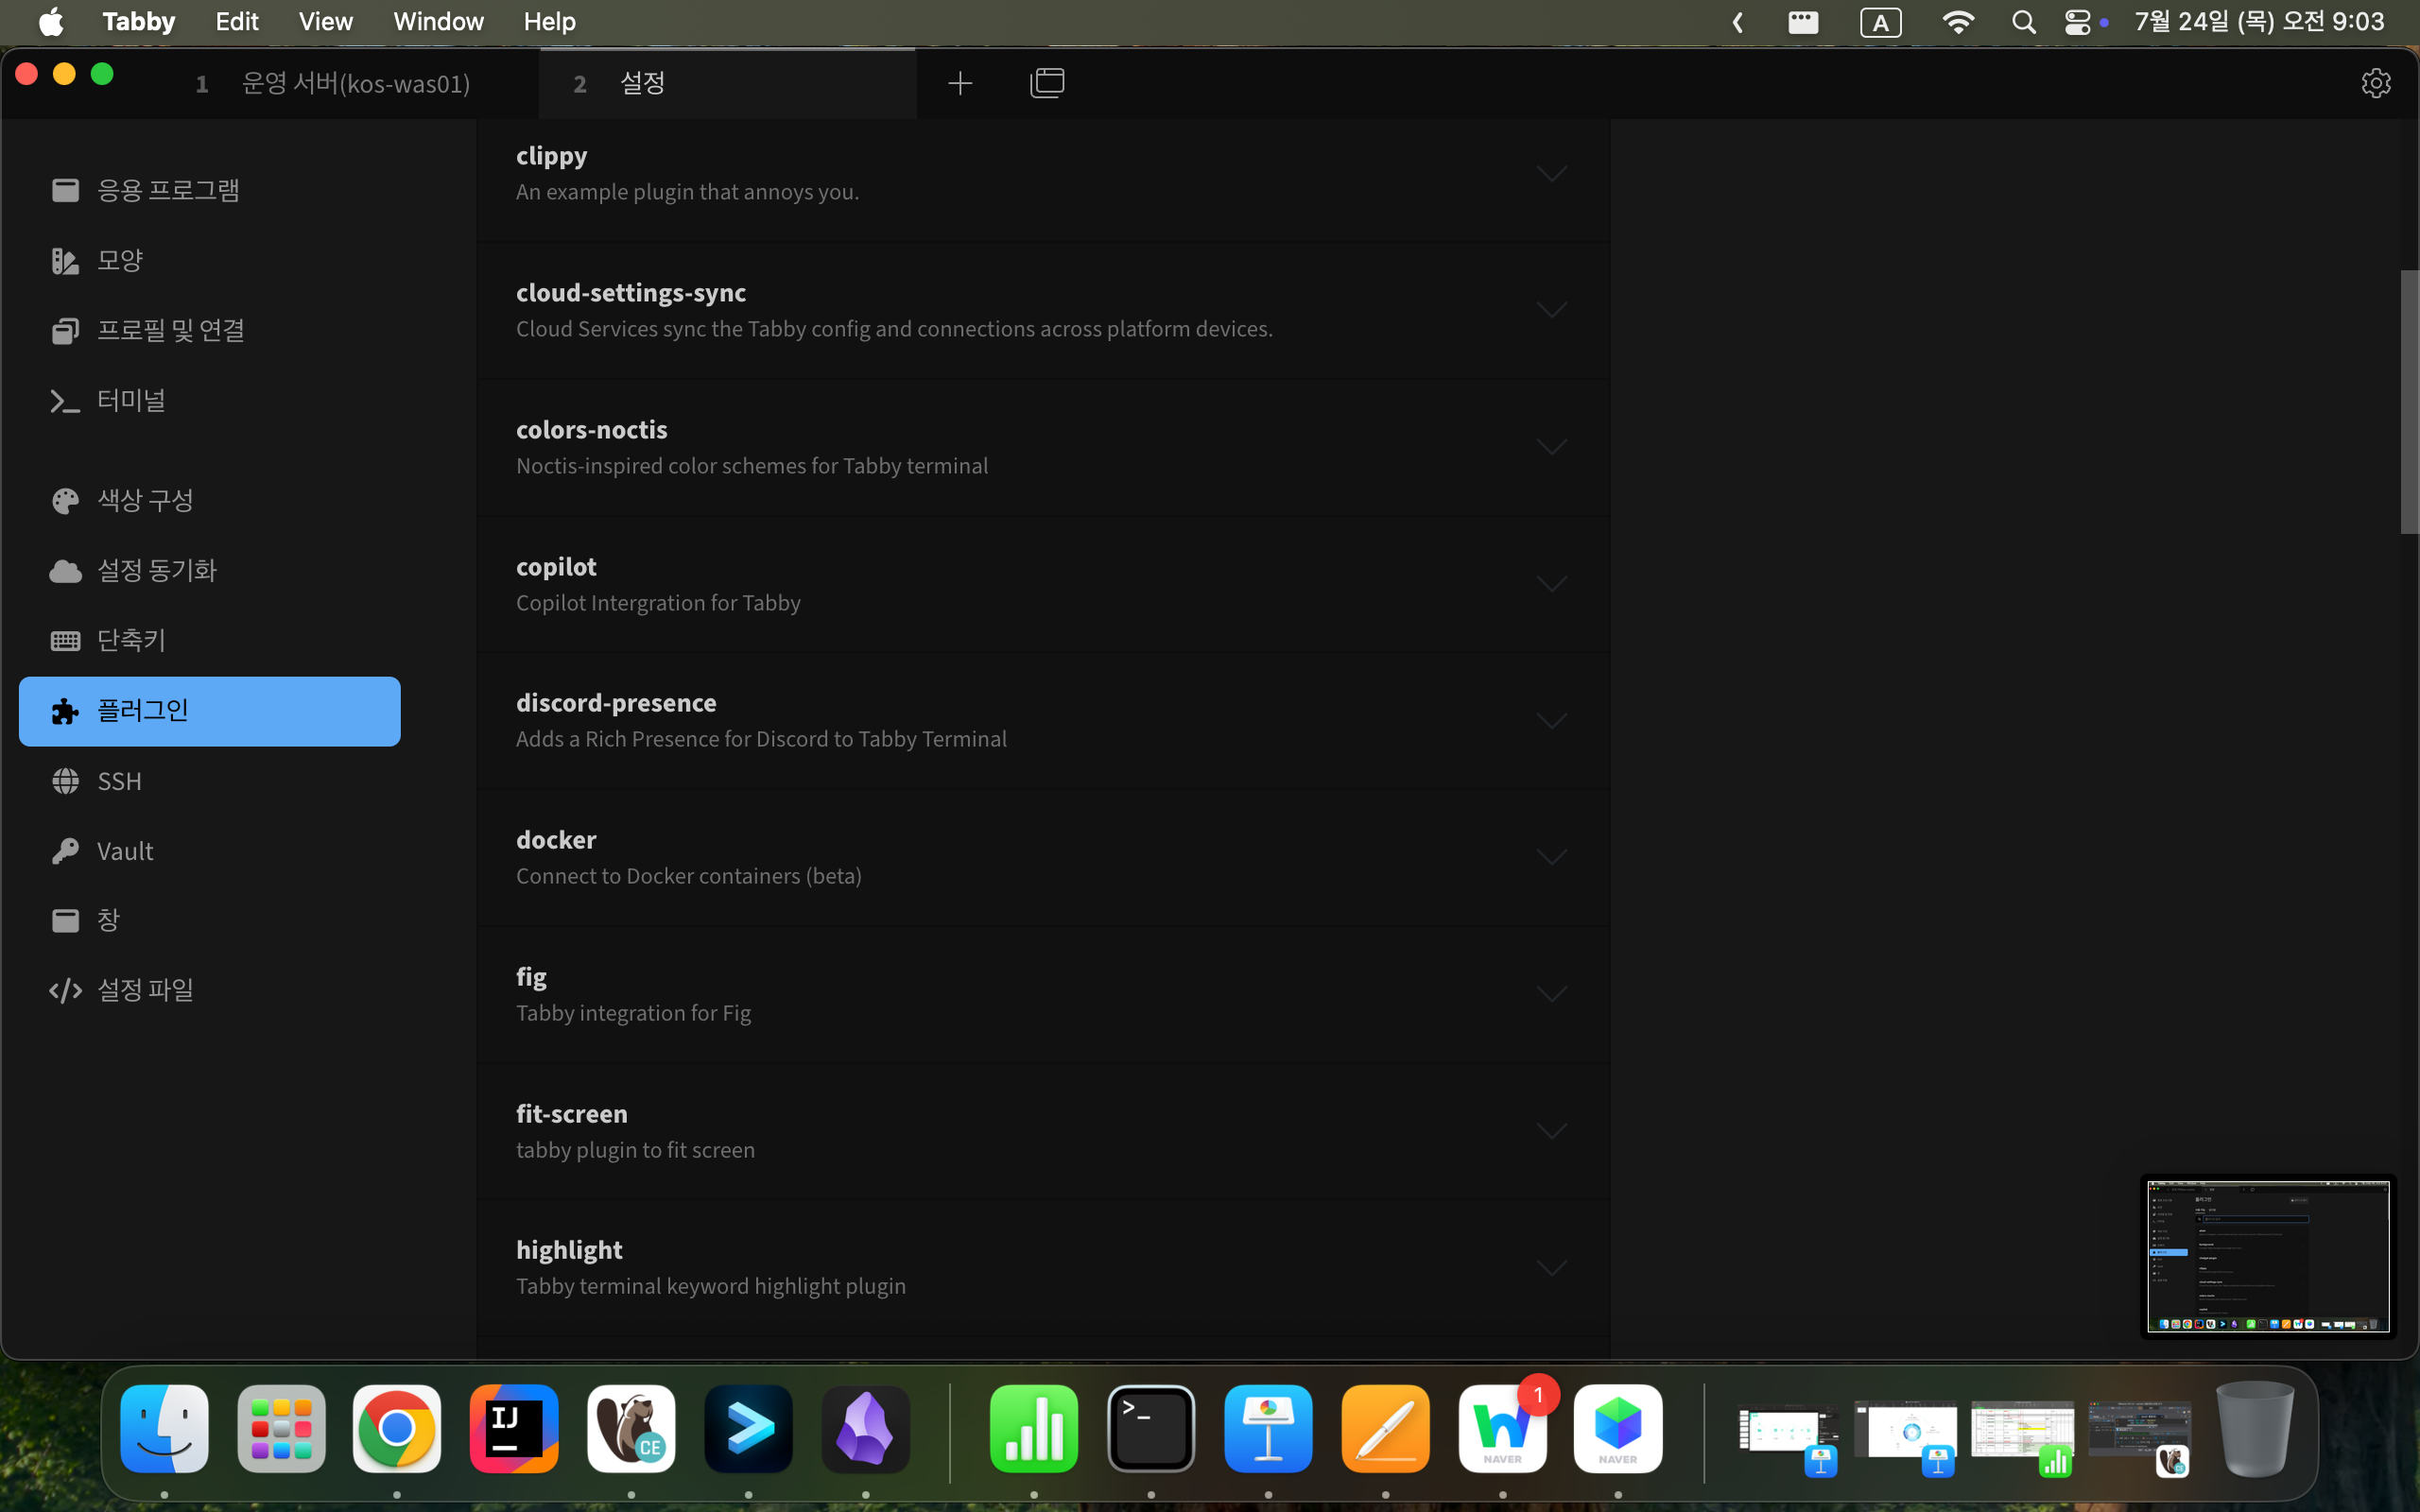 Tabby Edit View Window Help
A 7월 24일 (목) 오전 9:03
1 운영 서버(kos-was01) 2 설정
응용 프로그램
모양
프로필 및 연결
터미널
색상 구성
설정 동기화
단축키
플러그인
SSH
Vault
창
설정 파일
clippy
An example plugin that annoys you.
cloud-settings-sync
Cloud Services sync the Tabby config and connections across platform devices.
colors-noctis
Noctis-inspired color schemes for Tabby terminal
copilot
Copilot Intergration for Tabby
discord-presence
Adds a Rich Presence for Discord to Tabby Terminal
docker
Connect to Docker containers (beta)
fig
Tabby integration for Fig
fit-screen
tabby plugin to fit screen
highlight
Tabby terminal keyword highlight plugin
IJ
CE
NAVER
1
NAVER